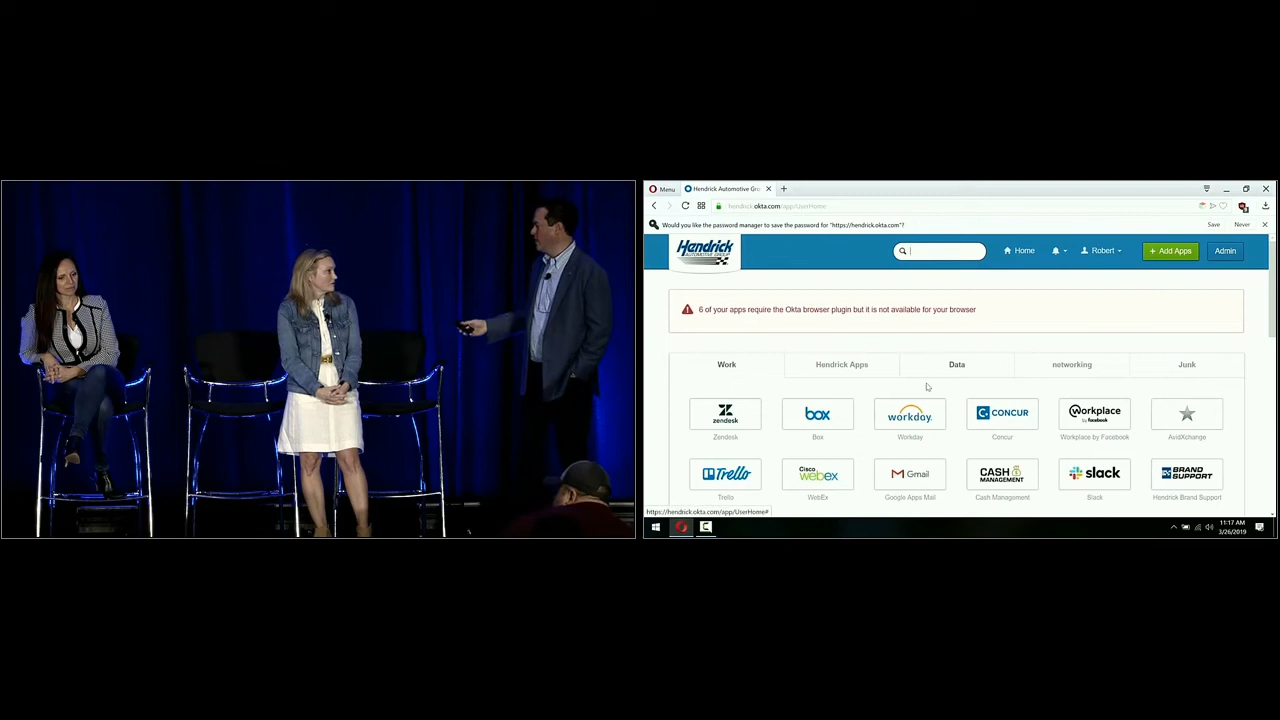 Menu
Hendrick Automotive Gro
hendrick.okta.com/app/UserHome
Would you like the password manager to save the password for "https://hendrick.okta.com"?
Save
Never
Hendrick
AUTOMOTIVE GROUP
Home
Robert
+ Add Apps
Admin
6 of your apps require the Okta browser plugin but it is not available for your browser
Work
Hendrick Apps
Data
networking
Junk
zendesk
box
workday.
CONCUR
Workplace
by facebook
Zendesk
Box
Workday
Concur
Workplace by Facebook
AvidXchange
Trello
Cisco
webex
Gmail
CASH
MANAGEMENT
slack
BRAND
SUPPORT
Trello
WebEx
Google Apps Mail
Cash Management
Slack
Hendrick Brand Support
https://hendrick.okta.com/app/UserHome#
11:17 AM
3/26/2019